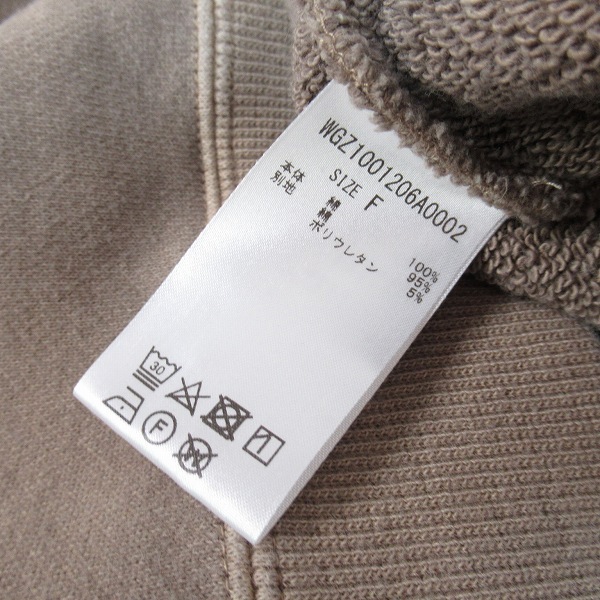 WGZ1001206A0002
SIZE F
本体 綿 100%
別地 綿 95%
ポリウレタン 5%
30
F
W